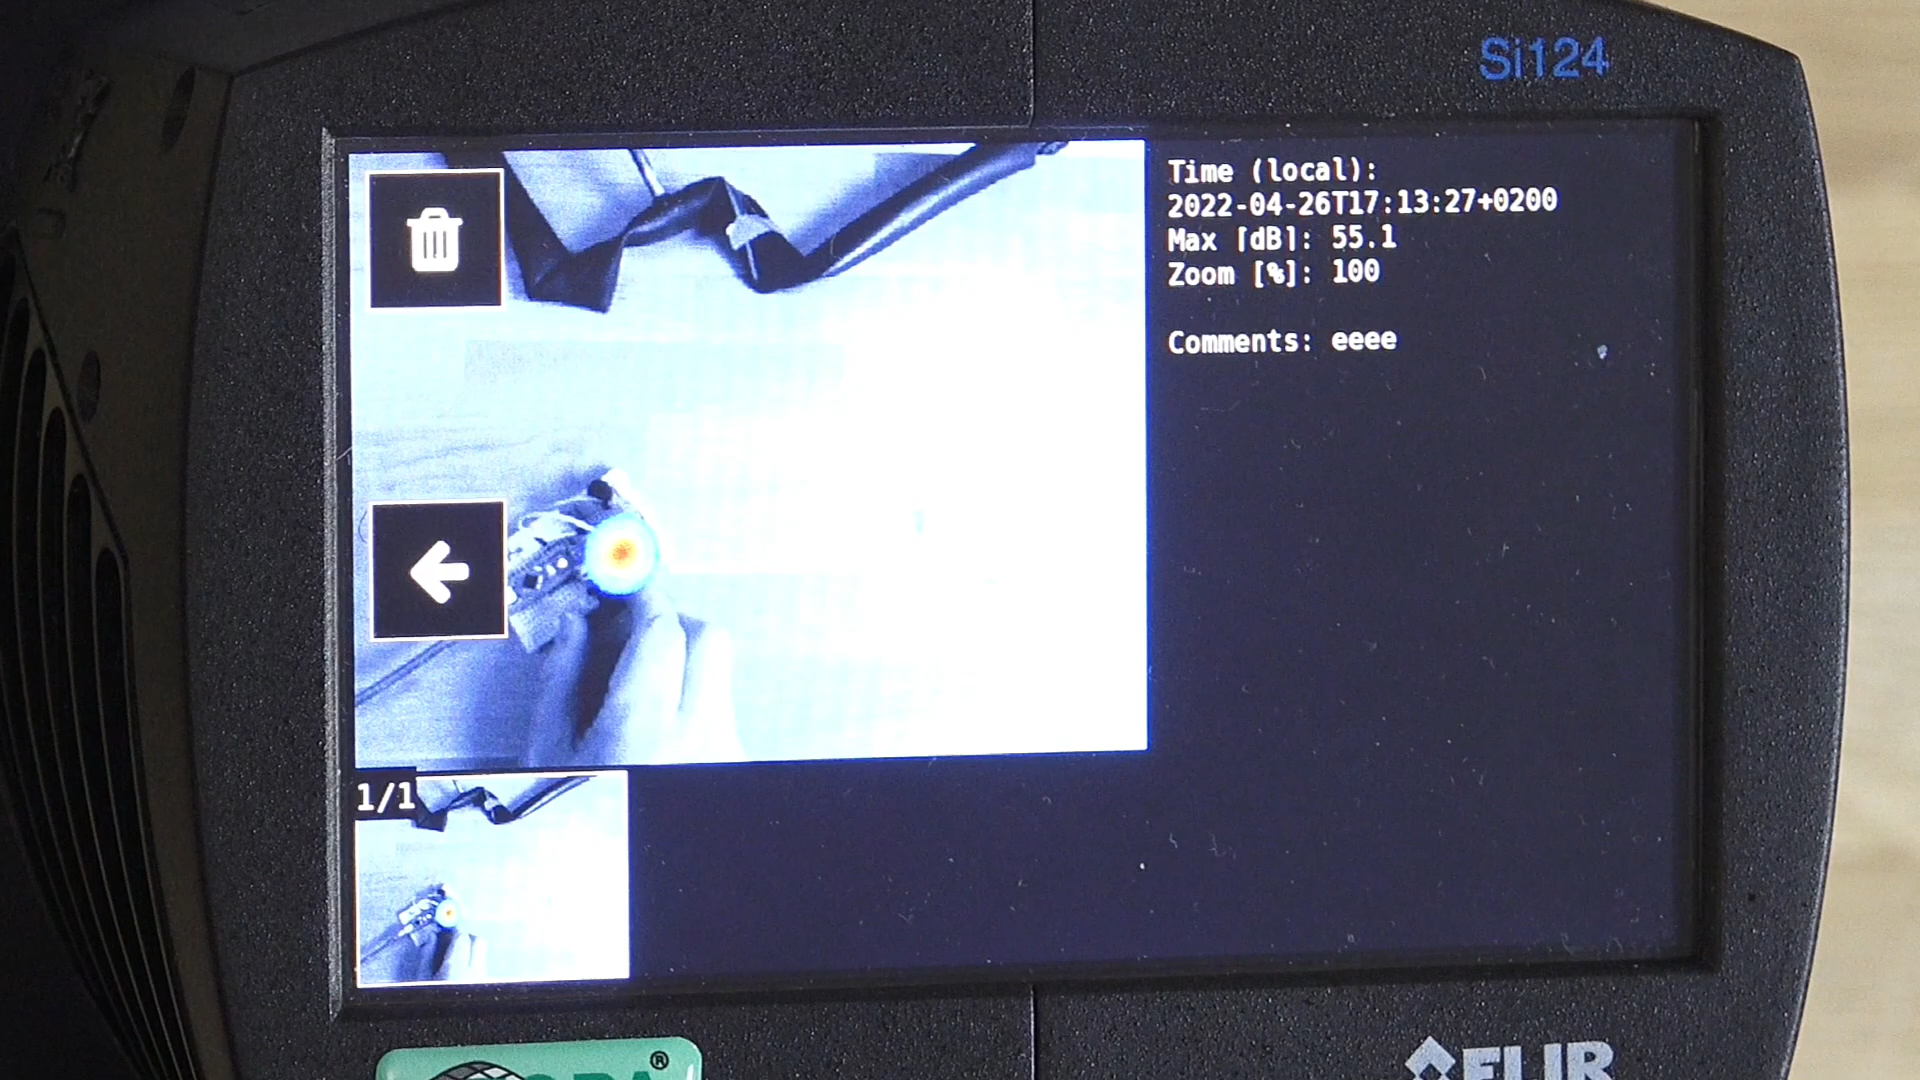 Si124
Time (local):
2022-04-26T17:13:27+0200
Max [dB]: 55.1
Zoom [%]: 100
Comments: eeee
1/1
®
FLIR